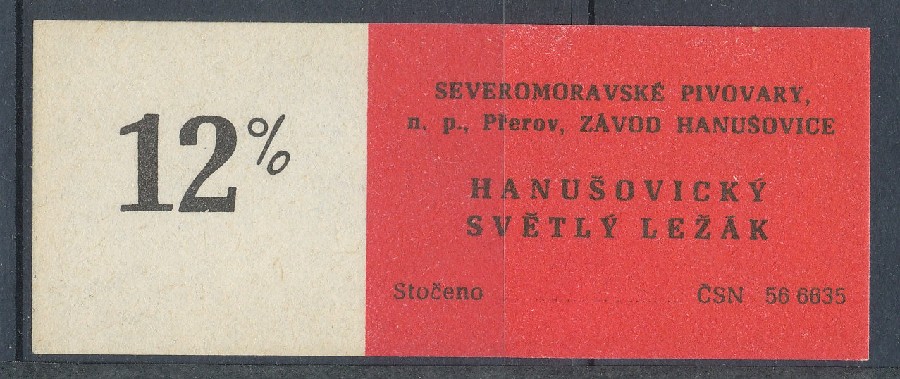 12%
SEVEROMORAVSKÉ PIVOVARY,
n. p., Přerov, ZÁVOD HANUŠOVICE
HANUŠOVICKÝ
SVĚTLÝ LEŽÁK
Stočeno ........................ ČSN 56 6635